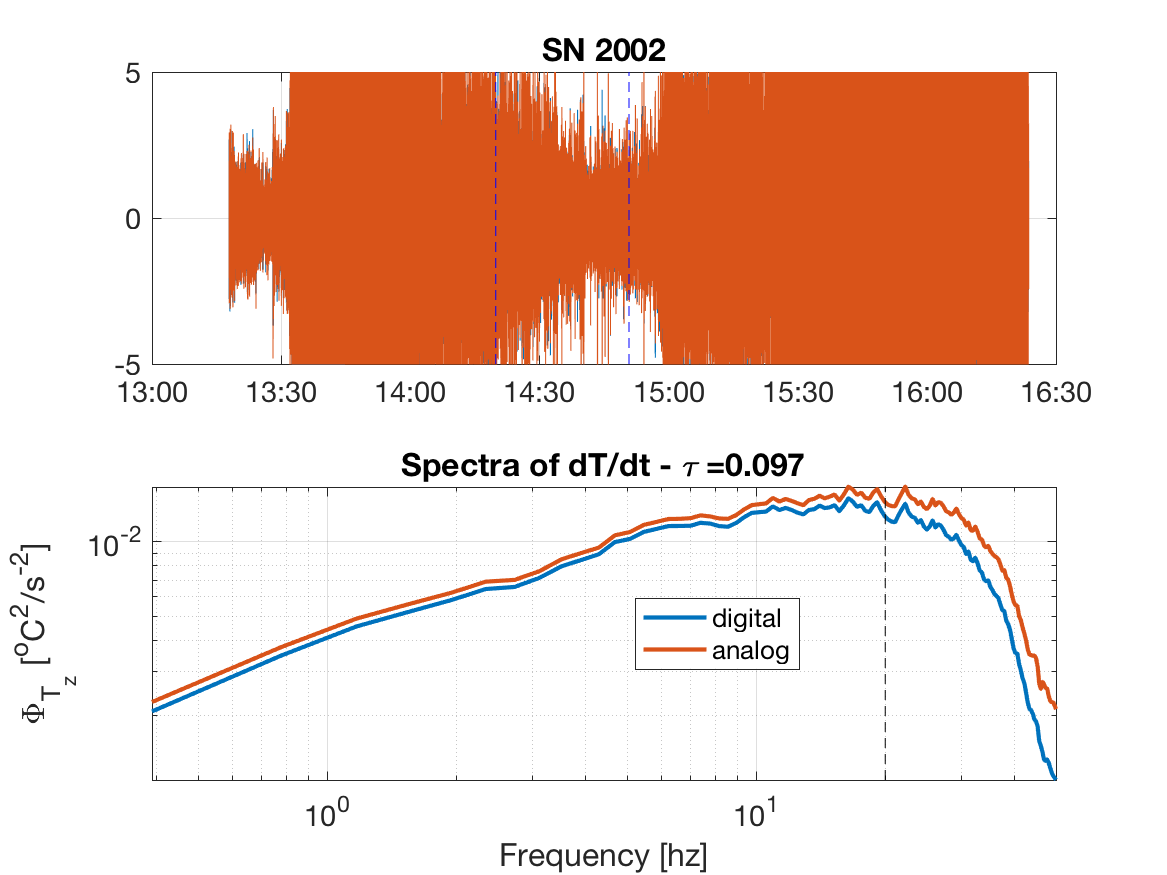 SN 2002
5
0
-5
13:00 13:30 14:00 14:30 15:00 15:30 16:00 16:30
Spectra of dT/dt - τ =0.097
Φ_{T_z} [°C²/s⁻²]
10⁻²
digital
analog
10⁰ 10¹
Frequency [hz]